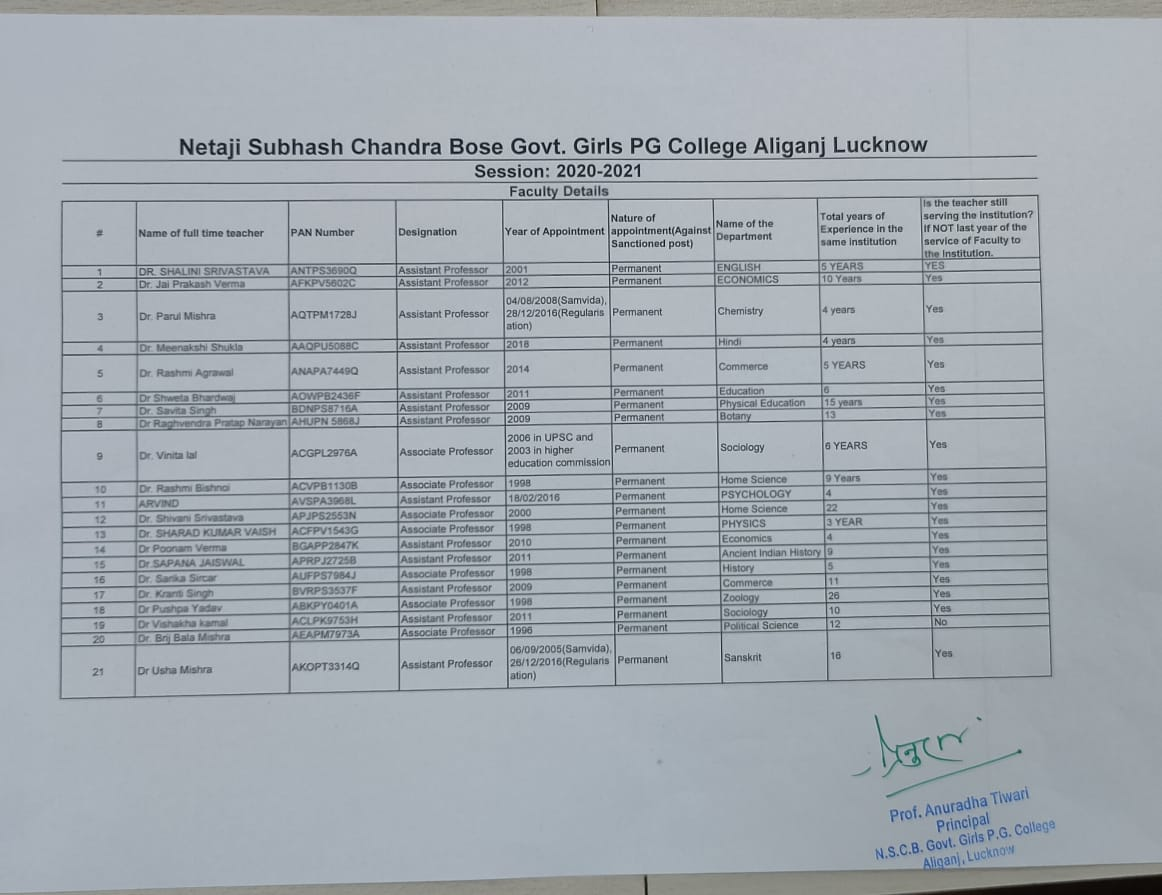 Netaji Subhash Chandra Bose Govt. Girls PG College Aliganj Lucknow
Session: 2020-2021
Faculty Details
# Name of full time teacher PAN Number Designation Year of Appointment Nature of appointment(Against Sanctioned post) Name of the Department Total years of Experience in the same institution Is the teacher still serving the institution? If NOT last year of the service of Faculty to the Institution.
1 DR. SHALINI SRIVASTAVA ANTPS3690Q Assistant Professor 2001 Permanent ENGLISH 5 YEARS YES
2 Dr. Jai Prakash Verma AFKPV5602C Assistant Professor 2012 Permanent ECONOMICS 10 Years Yes
3 Dr. Parul Mishra AQTPM1728J Assistant Professor 04/08/2008(Samvida), 28/12/2016(Regularisation) Permanent Chemistry 4 years Yes
4 Dr. Meenakshi Shukla AAQPU5088C Assistant Professor 2018 Permanent Hindi 4 years Yes
5 Dr. Rashmi Agrawal ANAPA7449Q Assistant Professor 2014 Permanent Commerce 5 YEARS Yes
6 Dr Shweta Bhardwaj AOWPB2436F Assistant Professor 2011 Permanent Education 6 Yes
7 Dr. Savita Singh BDNPS8716A Assistant Professor 2009 Permanent Physical Education 15 years Yes
8 Dr Raghvendra Pratap Narayan AHUPN 5868J Assistant Professor 2009 Permanent Botany 13 Yes
9 Dr. Vinita lal ACGPL2976A Associate Professor 2006 in UPSC and 2003 in higher education commission Permanent Sociology 6 YEARS Yes
10 Dr. Rashmi Bishnoi ACVPB1130B Associate Professor 1998 Permanent Home Science 9 Years Yes
11 ARVIND AVSPA3968L Assistant Professor 18/02/2016 Permanent PSYCHOLOGY 4 Yes
12 Dr. Shivani Srivastava APJPS2553N Associate Professor 2000 Permanent Home Science 22 Yes
13 Dr. SHARAD KUMAR VAISH ACFPV1543G Associate Professor 1998 Permanent PHYSICS 3 YEAR Yes
14 Dr Poonam Verma BGAPP2847K Assistant Professor 2010 Permanent Economics 4 Yes
15 Dr.SAPANA JAISWAL APRPJ2725B Assistant Professor 2011 Permanent Ancient Indian History 9 Yes
16 Dr. Sarika Sircar AUFPS7984J Associate Professor 1998 Permanent History 5 Yes
17 Dr. Kranti Singh BVRPS3537F Assistant Professor 2009 Permanent Commerce 11 Yes
18 Dr Pushpa Yadav ABKPY0401A Associate Professor 1998 Permanent Zoology 26 Yes
19 Dr Vishakha kamal ACLPK9753H Assistant Professor 2011 Permanent Sociology 10 Yes
20 Dr. Brij Bala Mishra AEAPM7973A Associate Professor 1996 Permanent Political Science 12 No
21 Dr Usha Mishra AKOPT3314Q Assistant Professor 06/09/2005(Samvida), 26/12/2016(Regularisation) Permanent Sanskrit 16 Yes
Prof. Anuradha Tiwari
Principal
N.S.C.B. Govt. Girls P.G. College
Aliganj, Lucknow